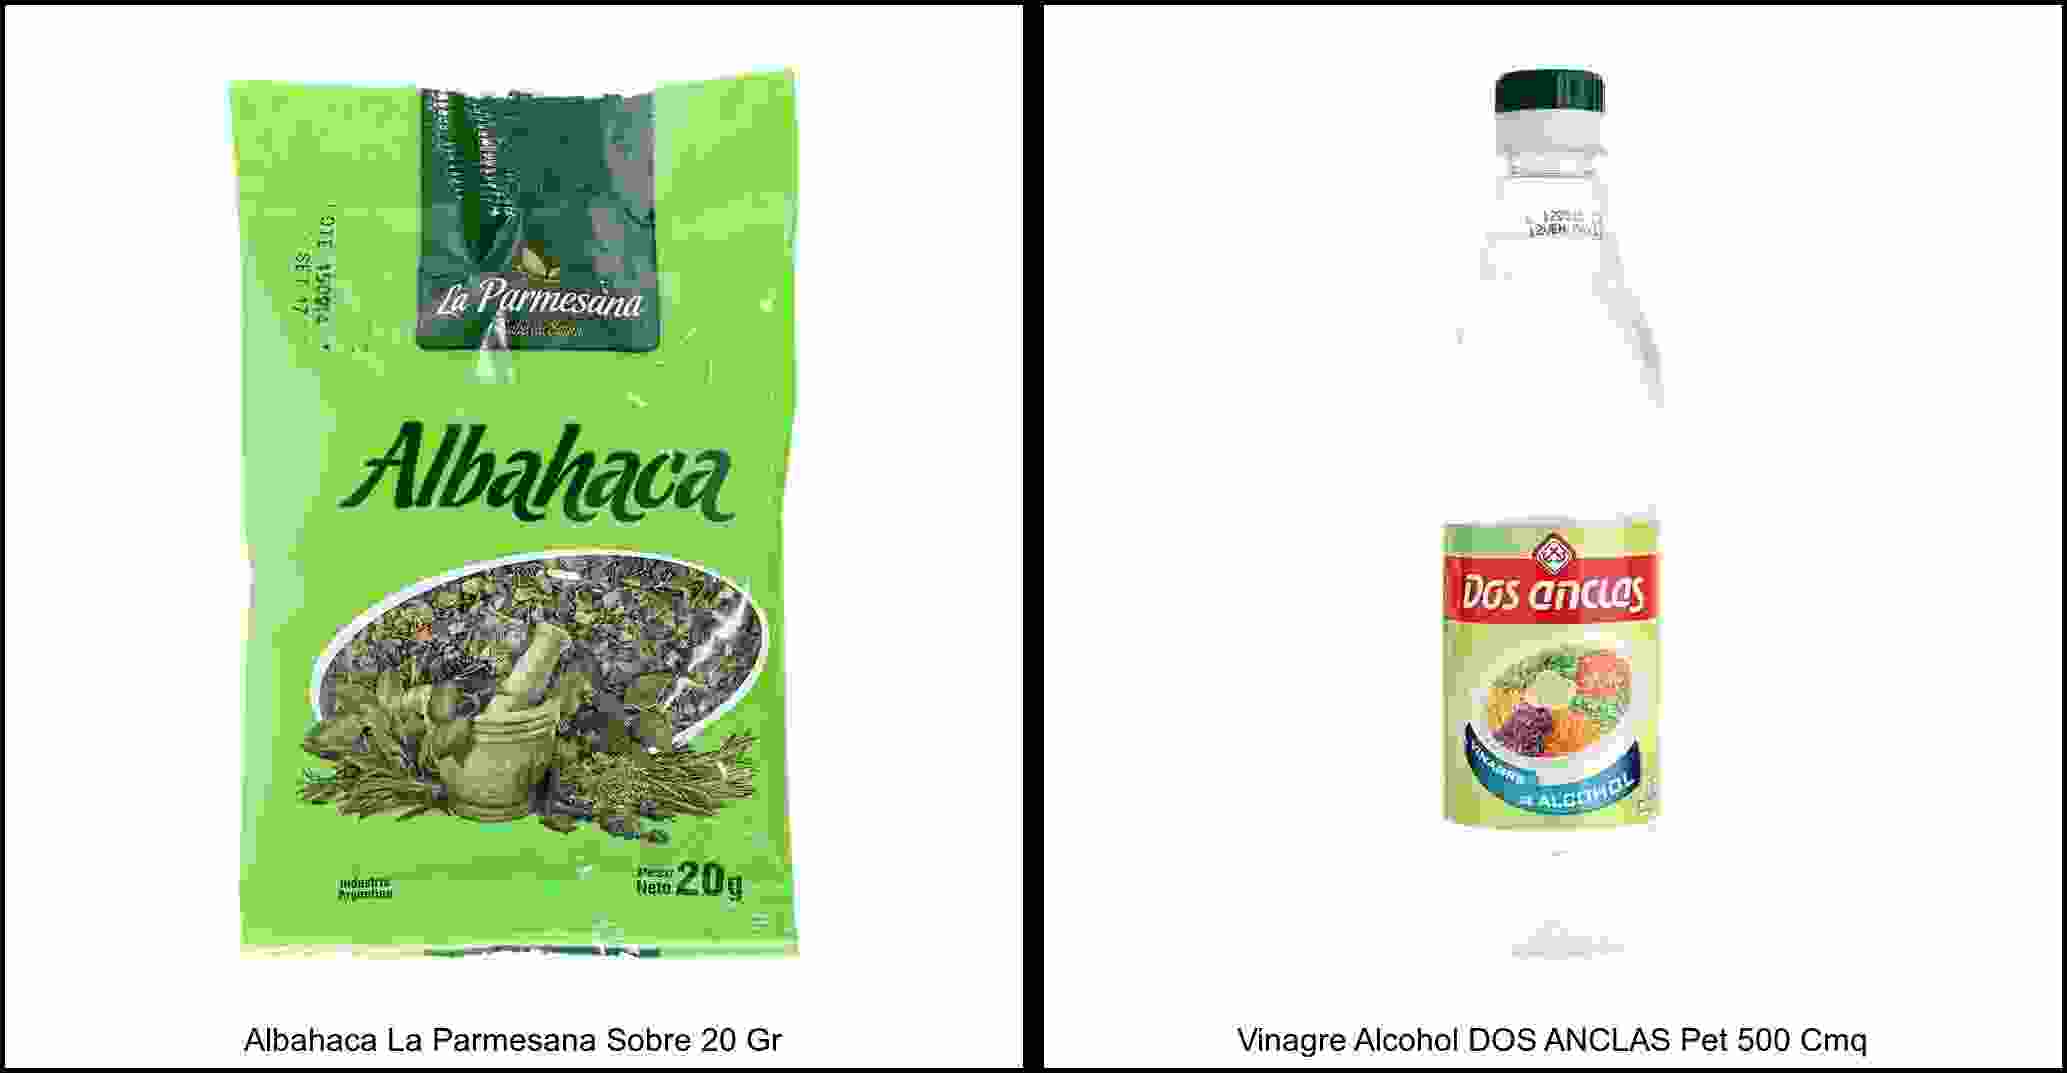 La Parmesana
Albahaca
Industria
Argentina
Peso
Neto 20g
Albahaca La Parmesana Sobre 20 Gr
Dos anclas
VINAGRE
DE ALCOHOL
Vinagre Alcohol DOS ANCLAS Pet 500 Cmq